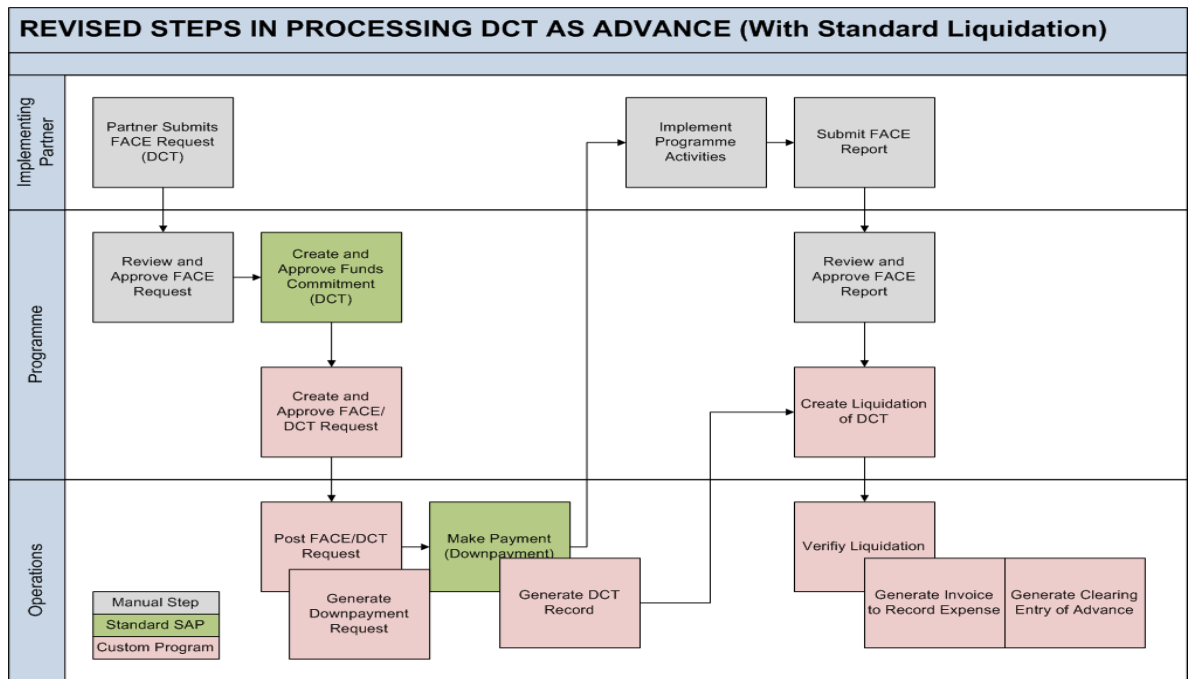 REVISED STEPS IN PROCESSING DCT AS ADVANCE (With Standard Liquidation)
Implementing
Partner
Partner Submits
FACE Request
(DCT)
Implement
Programme
Activities
Submit FACE
Report
Programme
Review and
Approve FACE
Request
Create and
Approve Funds
Commitment
(DCT)
Review and
Approve FACE
Report
Create and
Approve FACE/
DCT Request
Create Liquidation
of DCT
Operations
Post FACE/DCT
Request
Make Payment
(Downpayment)
Verifiy Liquidation
Generate
Downpayment
Request
Generate DCT
Record
Generate Invoice
to Record Expense
Generate Clearing
Entry of Advance
Manual Step
Standard SAP
Custom Program